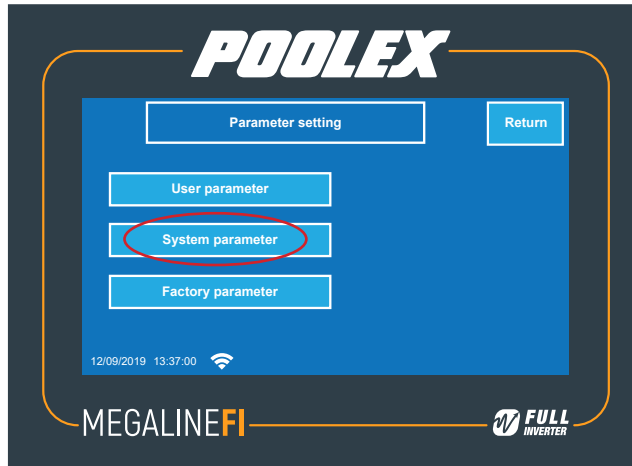 POOLEX
Parameter setting
Return
User parameter
System parameter
Factory parameter
12/09/2019 13:37:00
MEGALINEFI
FULL
INVERTER